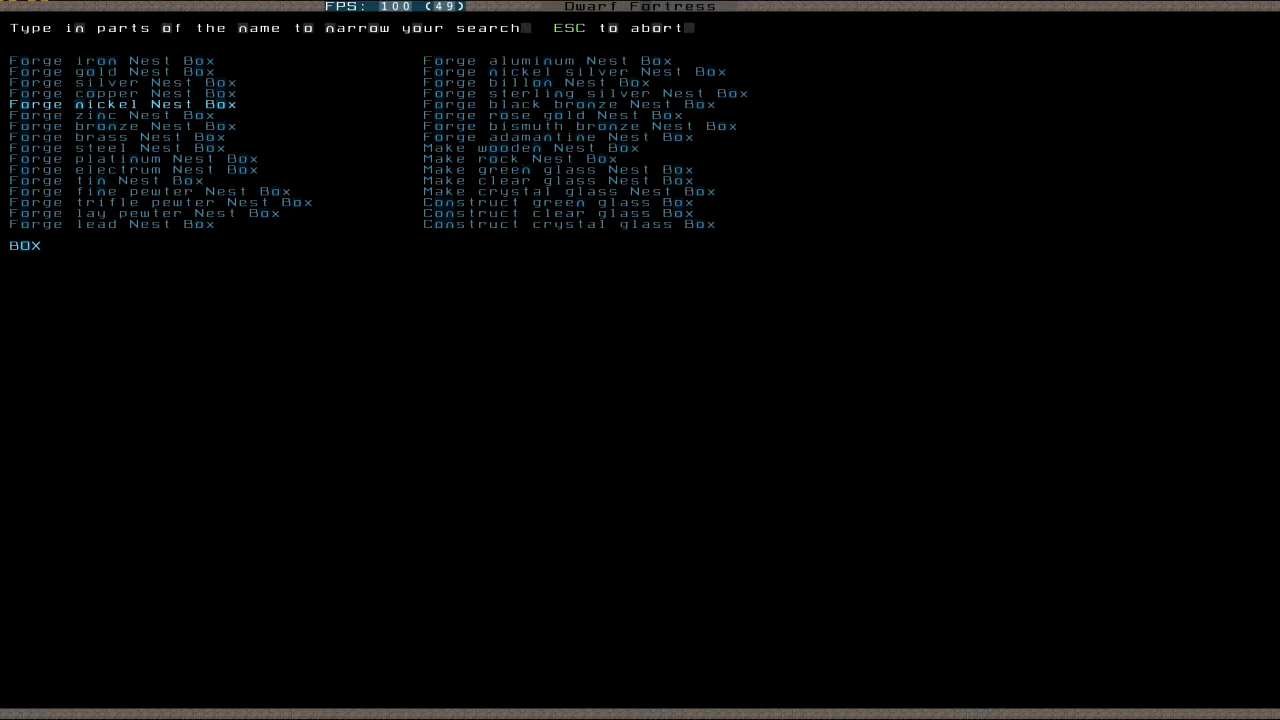 FPS: 100 (49) Dwarf Fortress
Type in parts of the name to narrow your search ESC to abort
Forge iron Nest Box
Forge gold Nest Box
Forge silver Nest Box
Forge copper Nest Box
Forge nickel Nest Box
Forge zinc Nest Box
Forge bronze Nest Box
Forge brass Nest Box
Forge steel Nest Box
Forge platinum Nest Box
Forge electrum Nest Box
Forge tin Nest Box
Forge fine pewter Nest Box
Forge trifle pewter Nest Box
Forge lay pewter Nest Box
Forge lead Nest Box
Forge aluminum Nest Box
Forge nickel silver Nest Box
Forge billon Nest Box
Forge sterling silver Nest Box
Forge black bronze Nest Box
Forge rose gold Nest Box
Forge bismuth bronze Nest Box
Forge adamantine Nest Box
Make wooden Nest Box
Make rock Nest Box
Make green glass Nest Box
Make clear glass Nest Box
Make crystal glass Nest Box
Construct green glass Box
Construct clear glass Box
Construct crystal glass Box
BOX